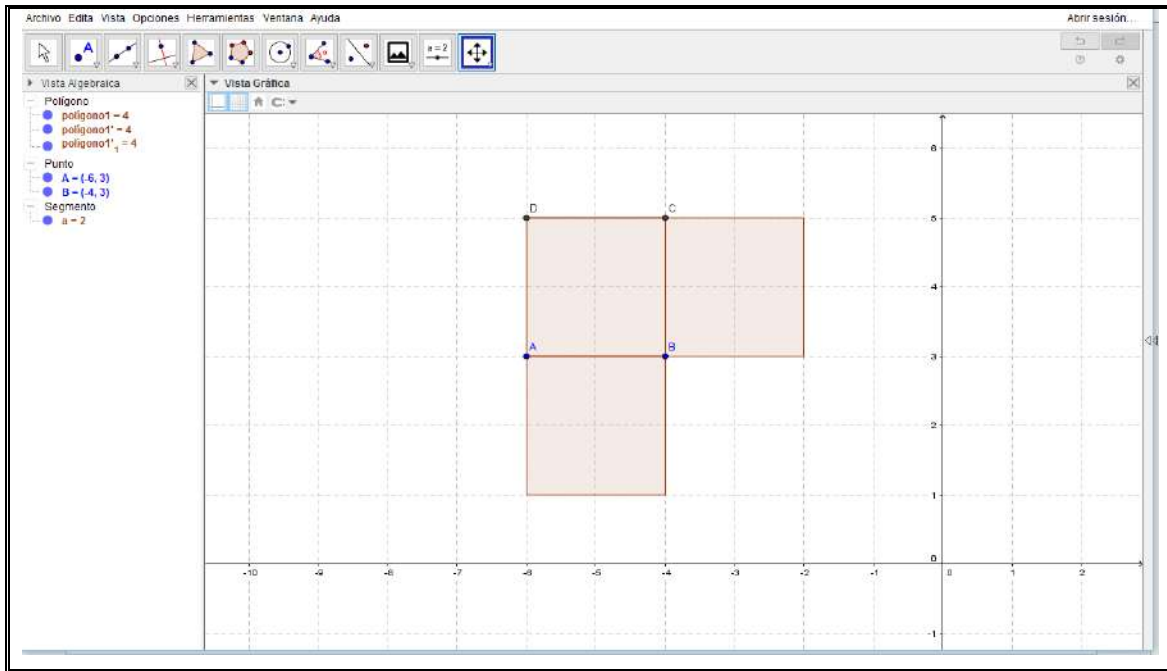 Archivo Edita Vista Opciones Herramientas Ventana Ayuda
Abrir sesión...
A
a = 2
Vista Algebraica
Vista Gráfica
Polígono
polígono1 = 4
polígono1' = 4
polígono1'₁ = 4
Punto
A = (-6, 3)
B = (-4, 3)
Segmento
a = 2
6
D
C
5
4
A
B
3
2
1
0
-10
-9
-8
-7
-6
-5
-4
-3
-2
-1
0
1
2
-1